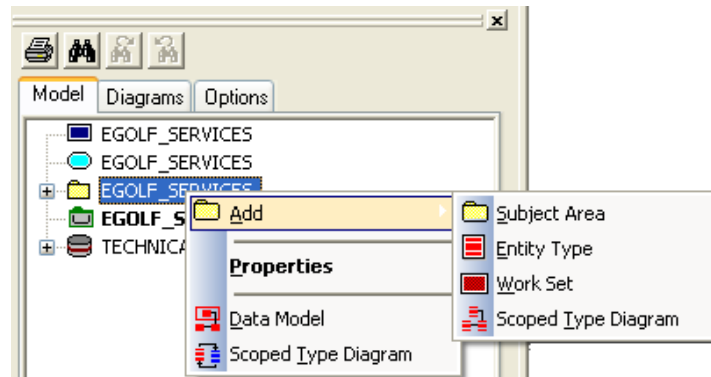 Model Diagrams Options
EGOLF_SERVICES
EGOLF_SERVICES
EGOLF_SERVICES
EGOLF_S
TECHNICA
Add
Properties
Data Model
Scoped Type Diagram
Subject Area
Entity Type
Work Set
Scoped Type Diagram